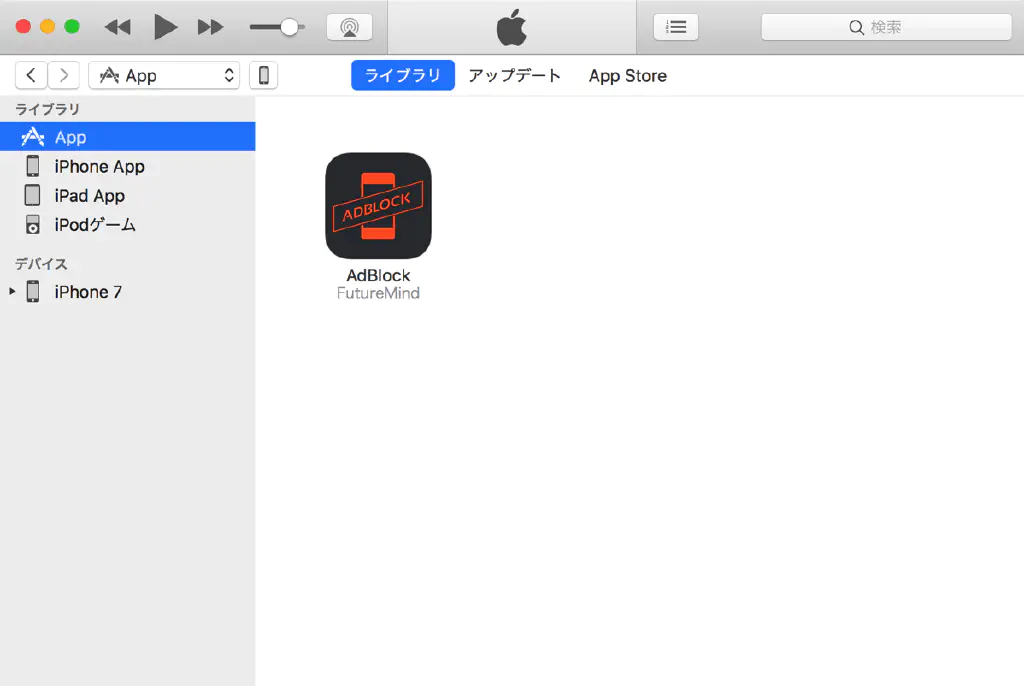 検索
App
ライブラリ
アップデート
App Store
ライブラリ
App
iPhone App
iPad App
iPodゲーム
デバイス
iPhone 7
ADBLOCK
AdBlock
FutureMind